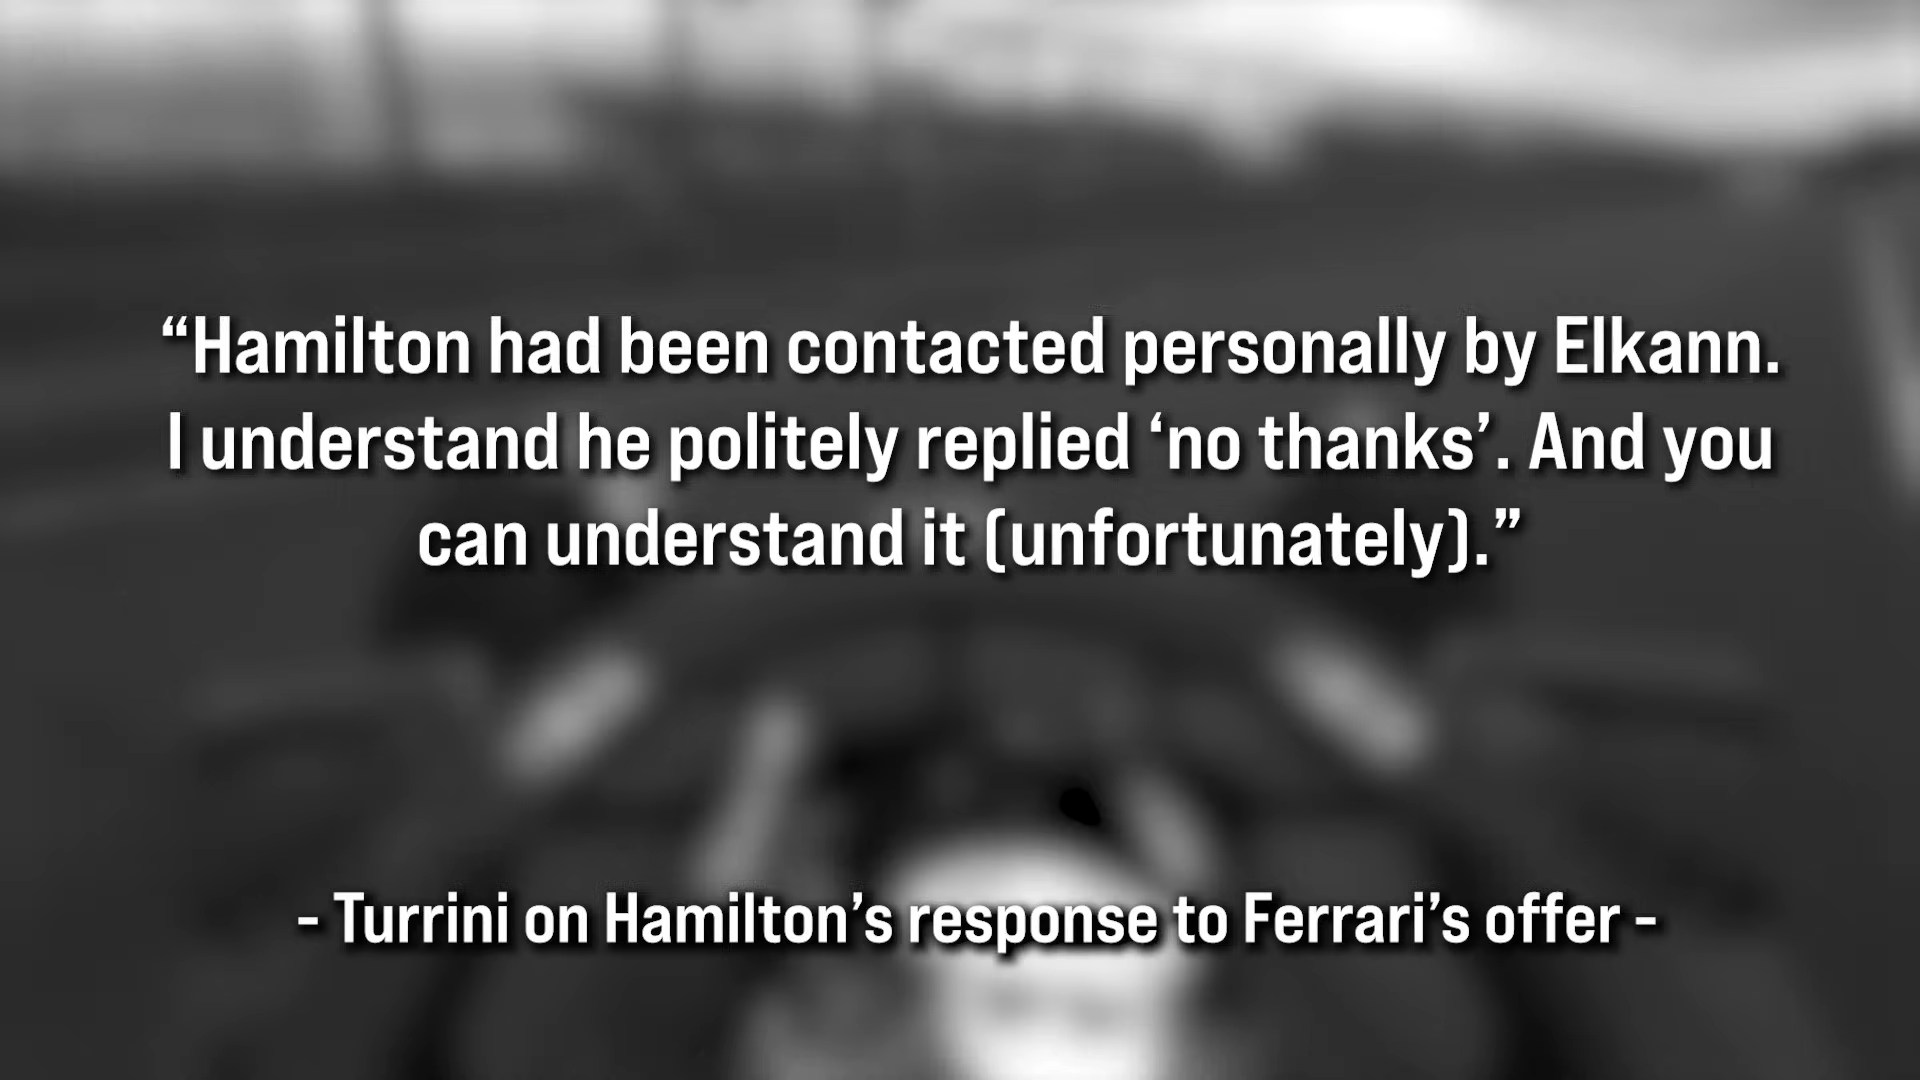 “Hamilton had been contacted personally by Elkann.
I understand he politely replied ‘no thanks’. And you
can understand it (unfortunately).”
- Turrini on Hamilton’s response to Ferrari’s offer -